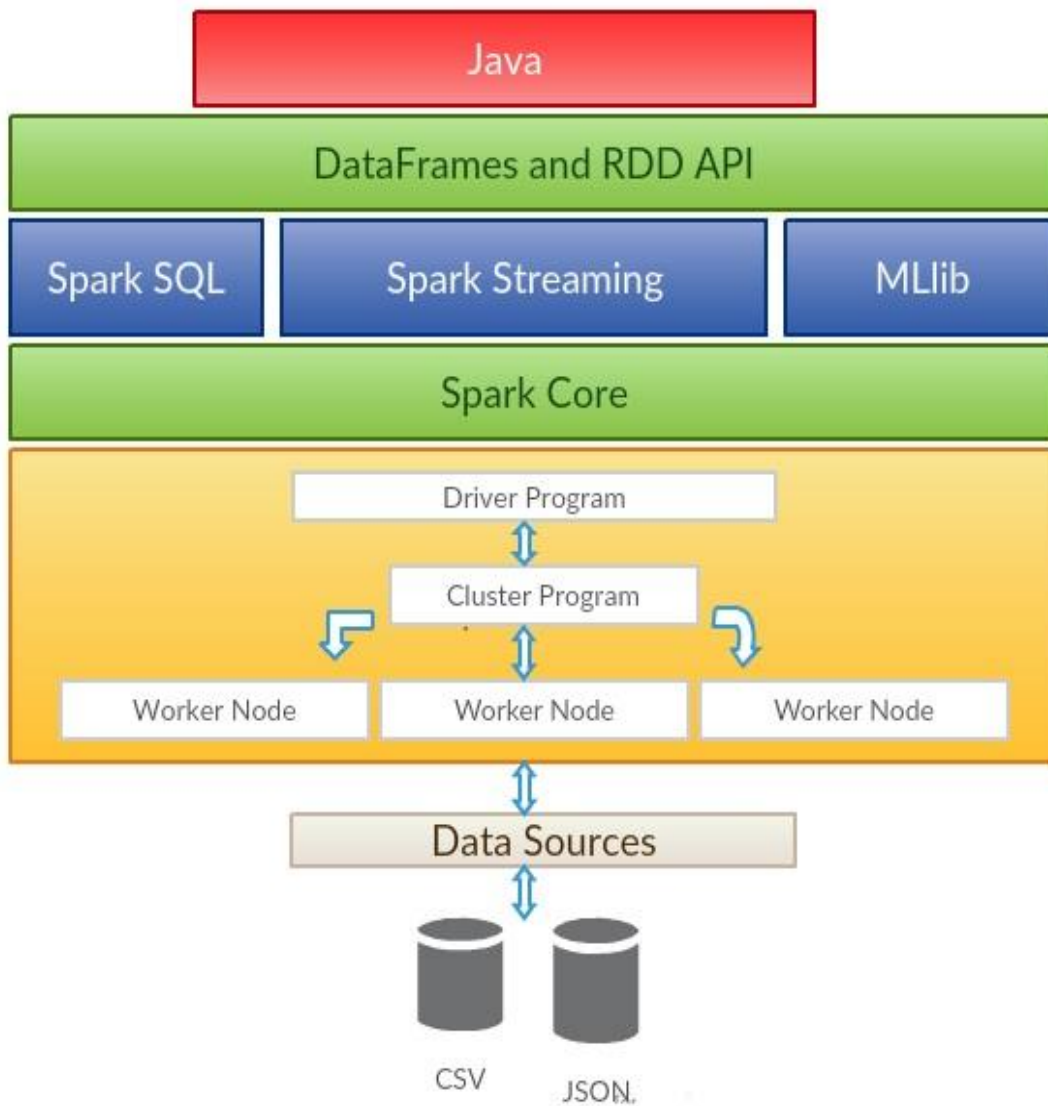 Java
DataFrames and RDD API
Spark SQL
Spark Streaming
MLlib
Spark Core
Driver Program
Cluster Program
Worker Node
Worker Node
Worker Node
Data Sources
CSV
JSON